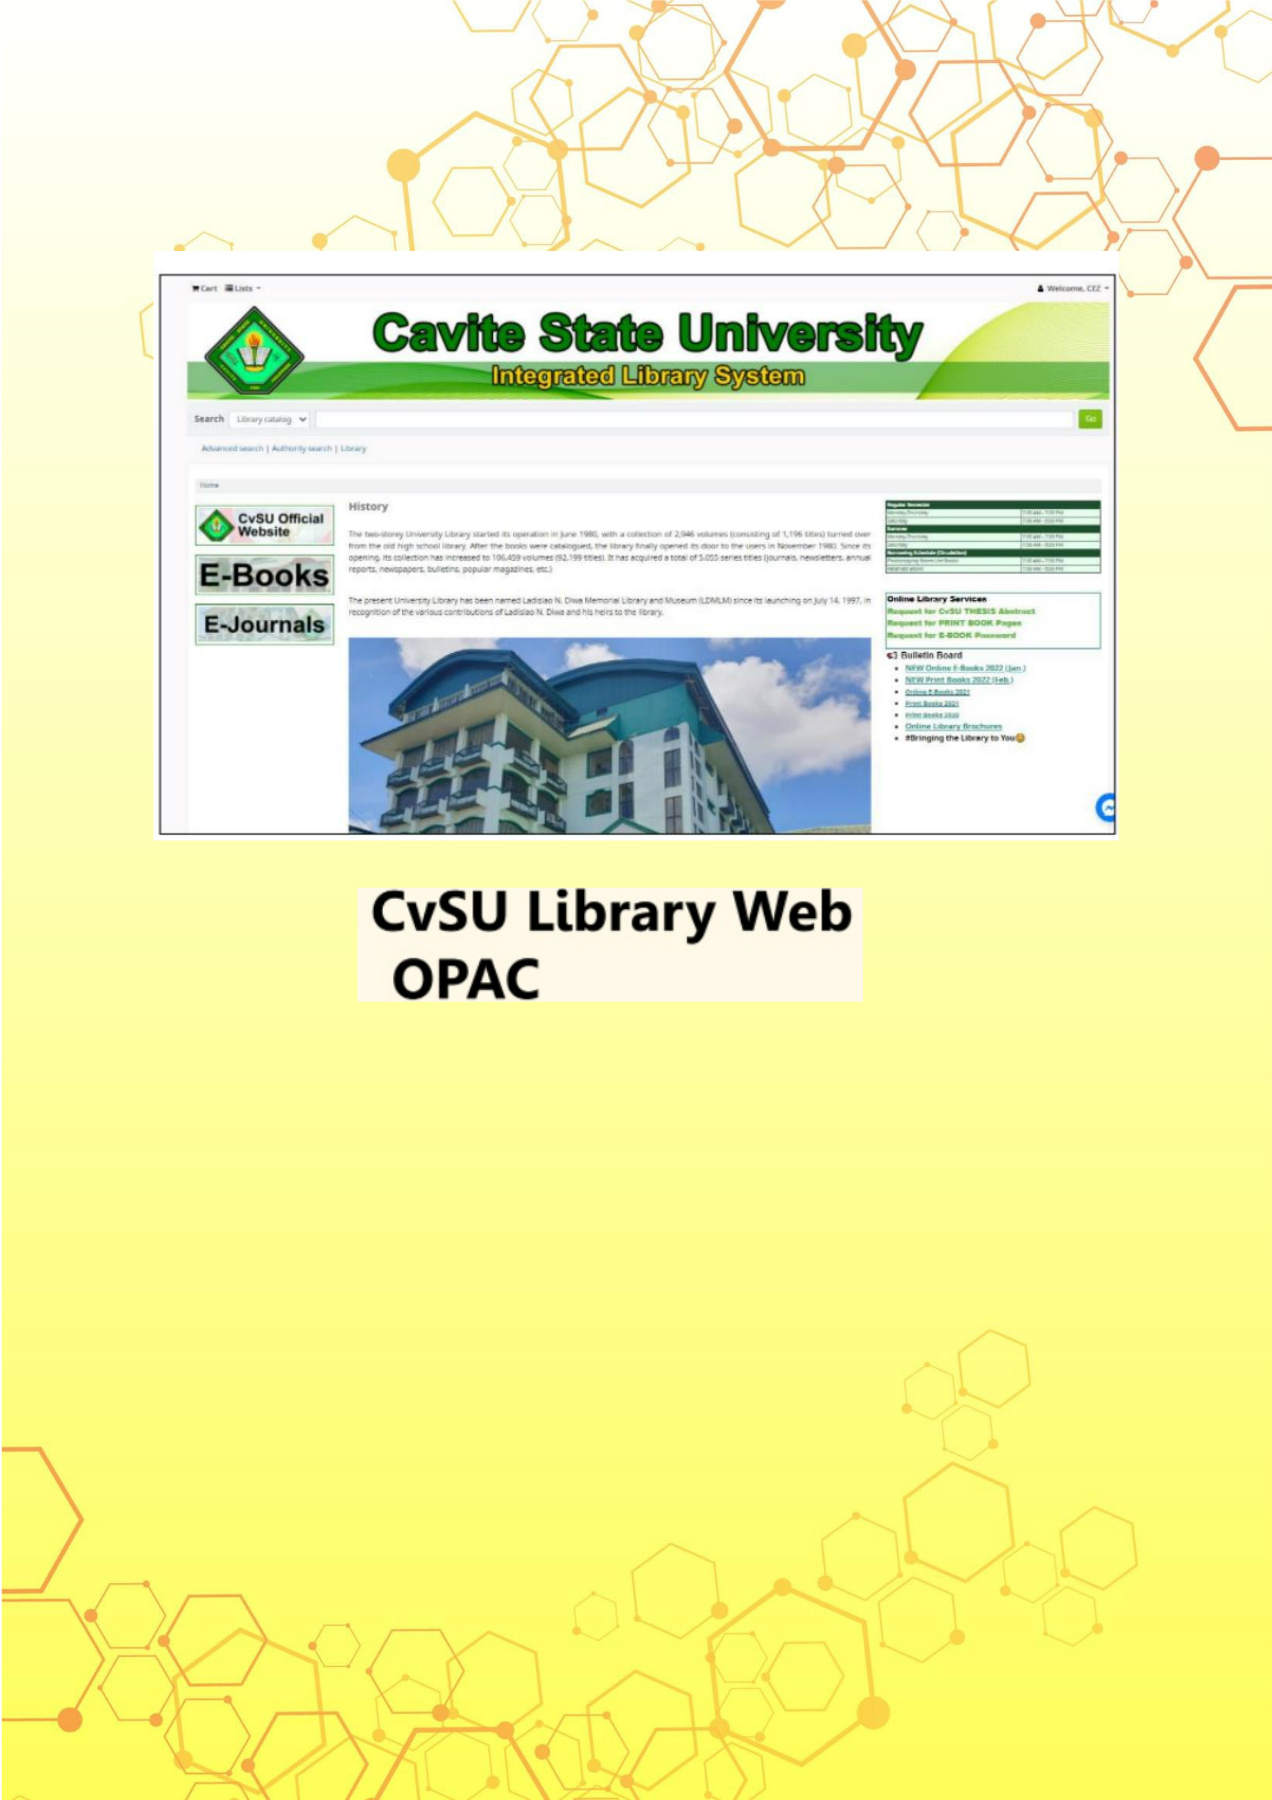 Cart Lists
Welcome, CEZ
Cavite State University
Integrated Library System
Search Library catalog Go
Advanced search | Authority search | Library
Home
CvSU Official
Website
E-Books
E-Journals
History
The two-storey University Library started its operation in June 1980, with a collection of 2,946 volumes (consisting of 1,196 titles) turned over
from the old high school library. After the books were catalogued, the library finally opened its door to the users in November 1980. Since its
opening, its collection has increased to 106,459 volumes (92,199 titles). It has acquired a total of 5,055 series titles (journals, newsletters, annual
reports, newspapers, bulletins, popular magazines, etc.)
The present University Library has been named Ladislao N. Diwa Memorial Library and Museum (LDMLM) since its launching on July 14, 1997, in
recognition of the various contributions of Ladislao N. Diwa and his heirs to the library.
Regular Semester
Monday-Thursday
Summer
Monday-Thursday
Borrowing Schedule (Circulation)
Online Library Services
Request for CvSU THESIS Abstract
Request for PRINT BOOK Pages
Request for E-BOOK Password
Bulletin Board
NEW Online E-Books 2022 (Jan.)
NEW Print Books 2022 (Feb.)
Online E-Books 2021
Print Books 2021
Print Books 2020
Online Library Brochures
#Bringing the Library to You
CvSU Library Web
OPAC